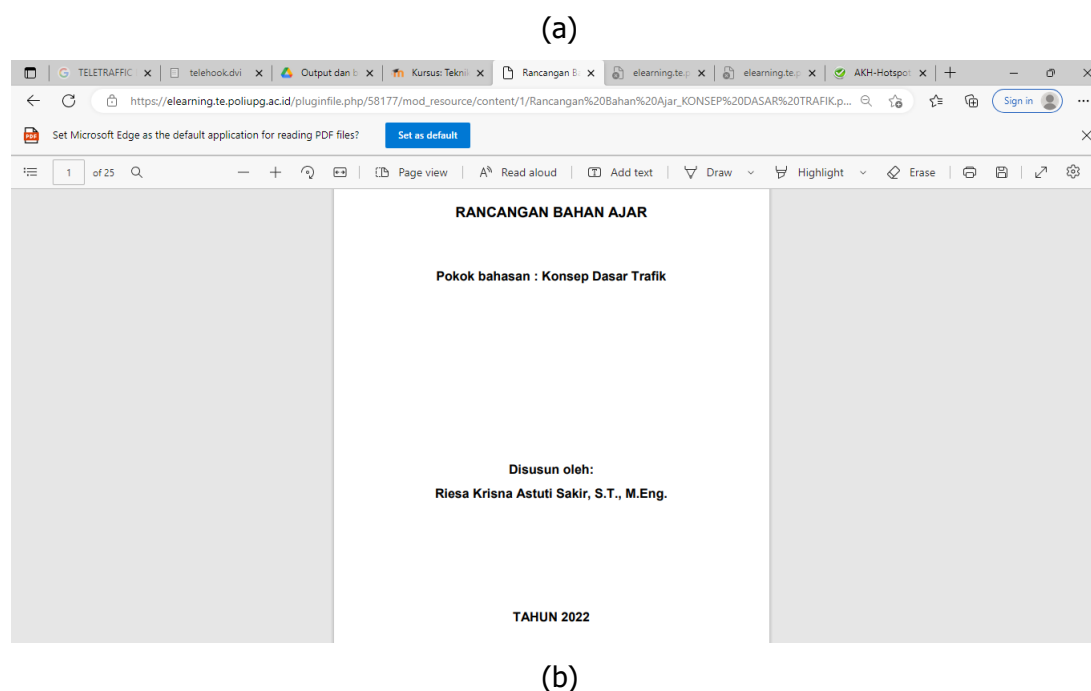 (a)
TELETRAFFIC
telehook.dvi
Output dan b
Kursus: Tekni
Rancangan B
elearning.te.p
elearning.te.p
AKH-Hotspot
https://elearning.te.poliupg.ac.id/pluginfile.php/58177/mod_resource/content/1/Rancangan%20Bahan%20Ajar_KONSEP%20DASAR%20TRAFIK.p...
Sign in
Set Microsoft Edge as the default application for reading PDF files?
Set as default
1 of 25
Page view
Read aloud
Add text
Draw
Highlight
Erase
RANCANGAN BAHAN AJAR
Pokok bahasan : Konsep Dasar Trafik
Disusun oleh:
Riesa Krisna Astuti Sakir, S.T., M.Eng.
TAHUN 2022
(b)